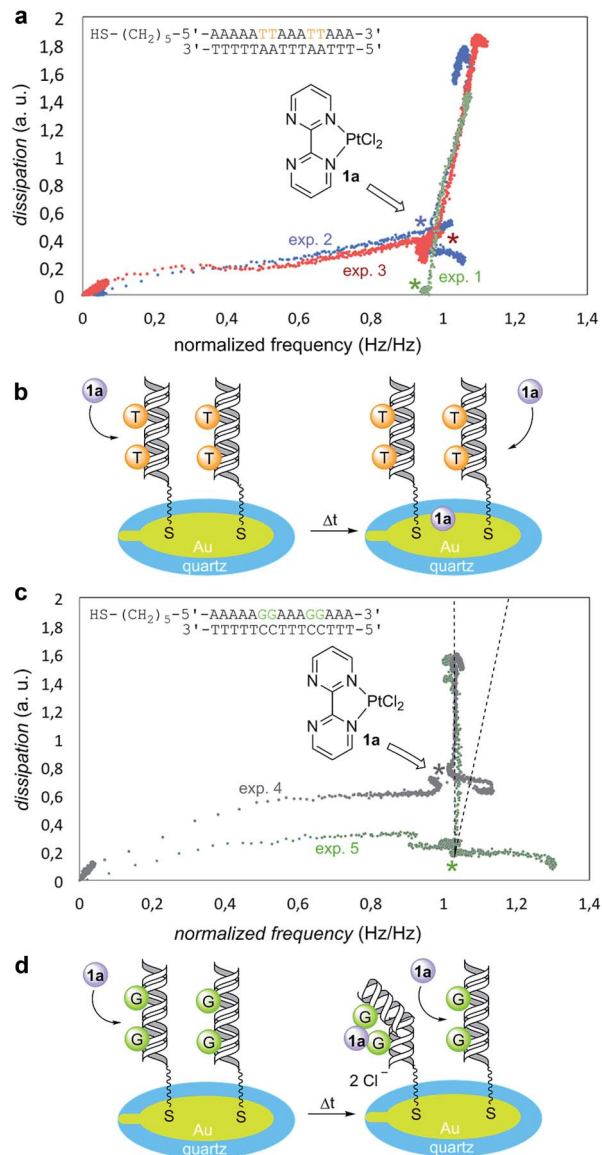 a
2
1,8
1,6
1,4
1,2
1
0,8
0,6
0,4
0,2
0
dissipation (a. u.)
HS-(CH2)5-5'-AAAAATTAAATTAAA-3'
3'-TTTTTAATTTAATTT-5'
N
N
PtCl2
N
N
1a
*
exp. 2
*
exp. 3
exp. 1
*
0 0,2 0,4 0,6 0,8 1 1,2 1,4
normalized frequency (Hz/Hz)
b
1a
T
T
T
T
S
S
Au
quartz
Δt
T
T
T
T
1a
1a
S
S
Au
quartz
c
2
1,8
1,6
1,4
1,2
1
0,8
0,6
0,4
0,2
0
dissipation (a. u.)
HS-(CH2)5-5'-AAAAAGGAAAGGAAA-3'
3'-TTTTTCCTTTCCTTT-5'
N
N
PtCl2
N
N
1a
*
exp. 4
exp. 5
*
0 0,2 0,4 0,6 0,8 1 1,2 1,4
normalized frequency (Hz/Hz)
d
1a
G
G
G
G
S
S
Au
quartz
Δt
1a
G
1a
G
G
G
2 Cl−
S
S
Au
quartz